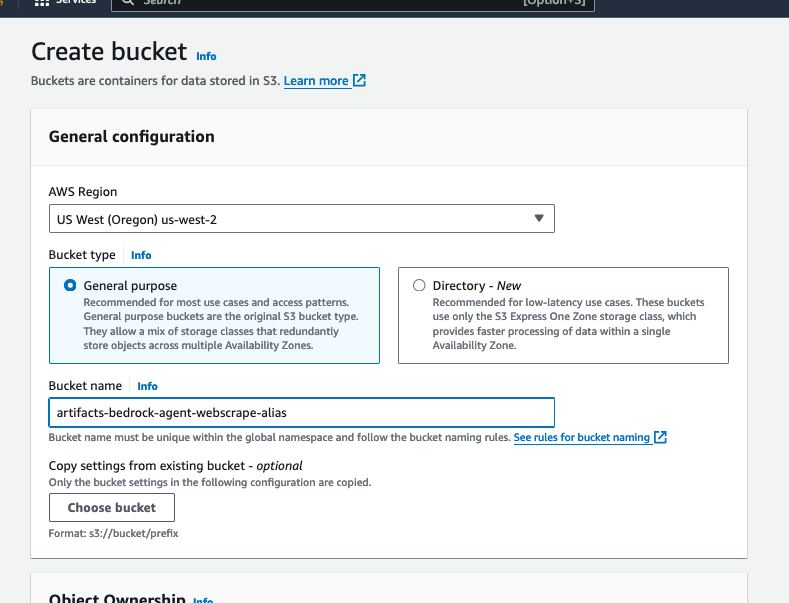 Services
Search
[Option+S]
Create bucket Info
Buckets are containers for data stored in S3. Learn more
General configuration
AWS Region
US West (Oregon) us-west-2
Bucket type Info
General purpose
Recommended for most use cases and access patterns.
General purpose buckets are the original S3 bucket type.
They allow a mix of storage classes that redundantly
store objects across multiple Availability Zones.
Directory - New
Recommended for low-latency use cases. These buckets
use only the S3 Express One Zone storage class, which
provides faster processing of data within a single
Availability Zone.
Bucket name Info
artifacts-bedrock-agent-webscrape-alias
Bucket name must be unique within the global namespace and follow the bucket naming rules. See rules for bucket naming
Copy settings from existing bucket - optional
Only the bucket settings in the following configuration are copied.
Choose bucket
Format: s3://bucket/prefix
Object Ownership Info